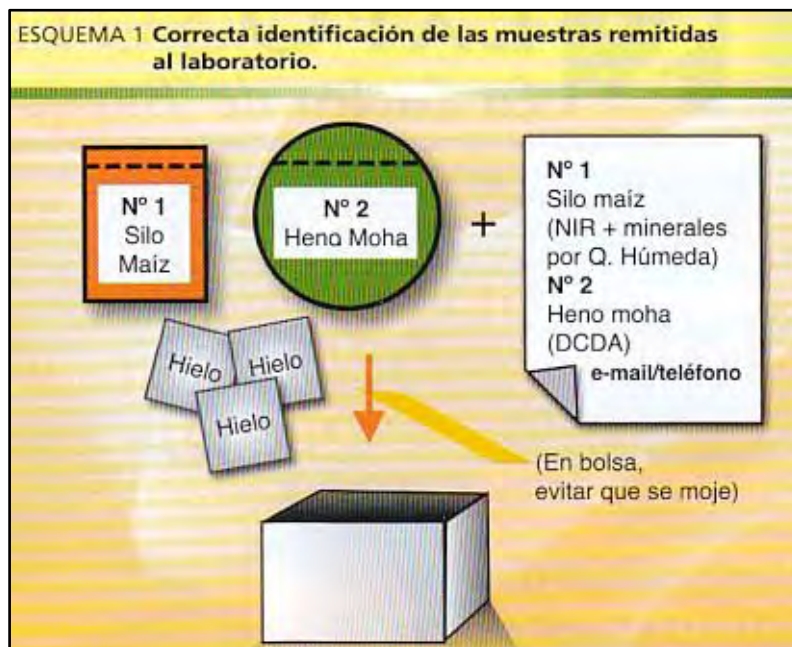 ESQUEMA 1 Correcta identificación de las muestras remitidas
al laboratorio.
Nº 1
Silo
Maíz
Nº 2
Heno Moha
+
Nº 1
Silo maíz
(NIR + minerales
por Q. Húmeda)
Nº 2
Heno moha
(DCDA)
e-mail/teléfono
Hielo
Hielo
Hielo
(En bolsa,
evitar que se moje)